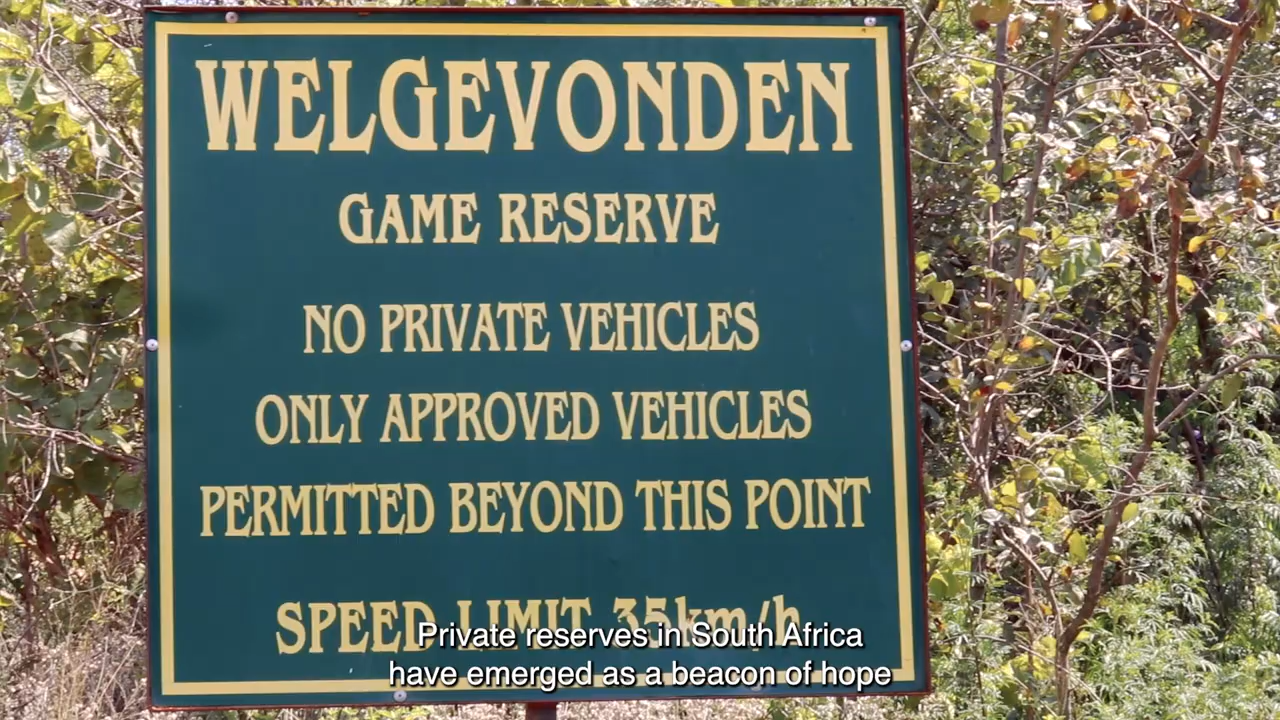 WELGEVONDEN
GAME RESERVE
NO PRIVATE VEHICLES
ONLY APPROVED VEHICLES
PERMITTED BEYOND THIS POINT
SPEED LIMIT 35km/h
Private reserves in South Africa
have emerged as a beacon of hope